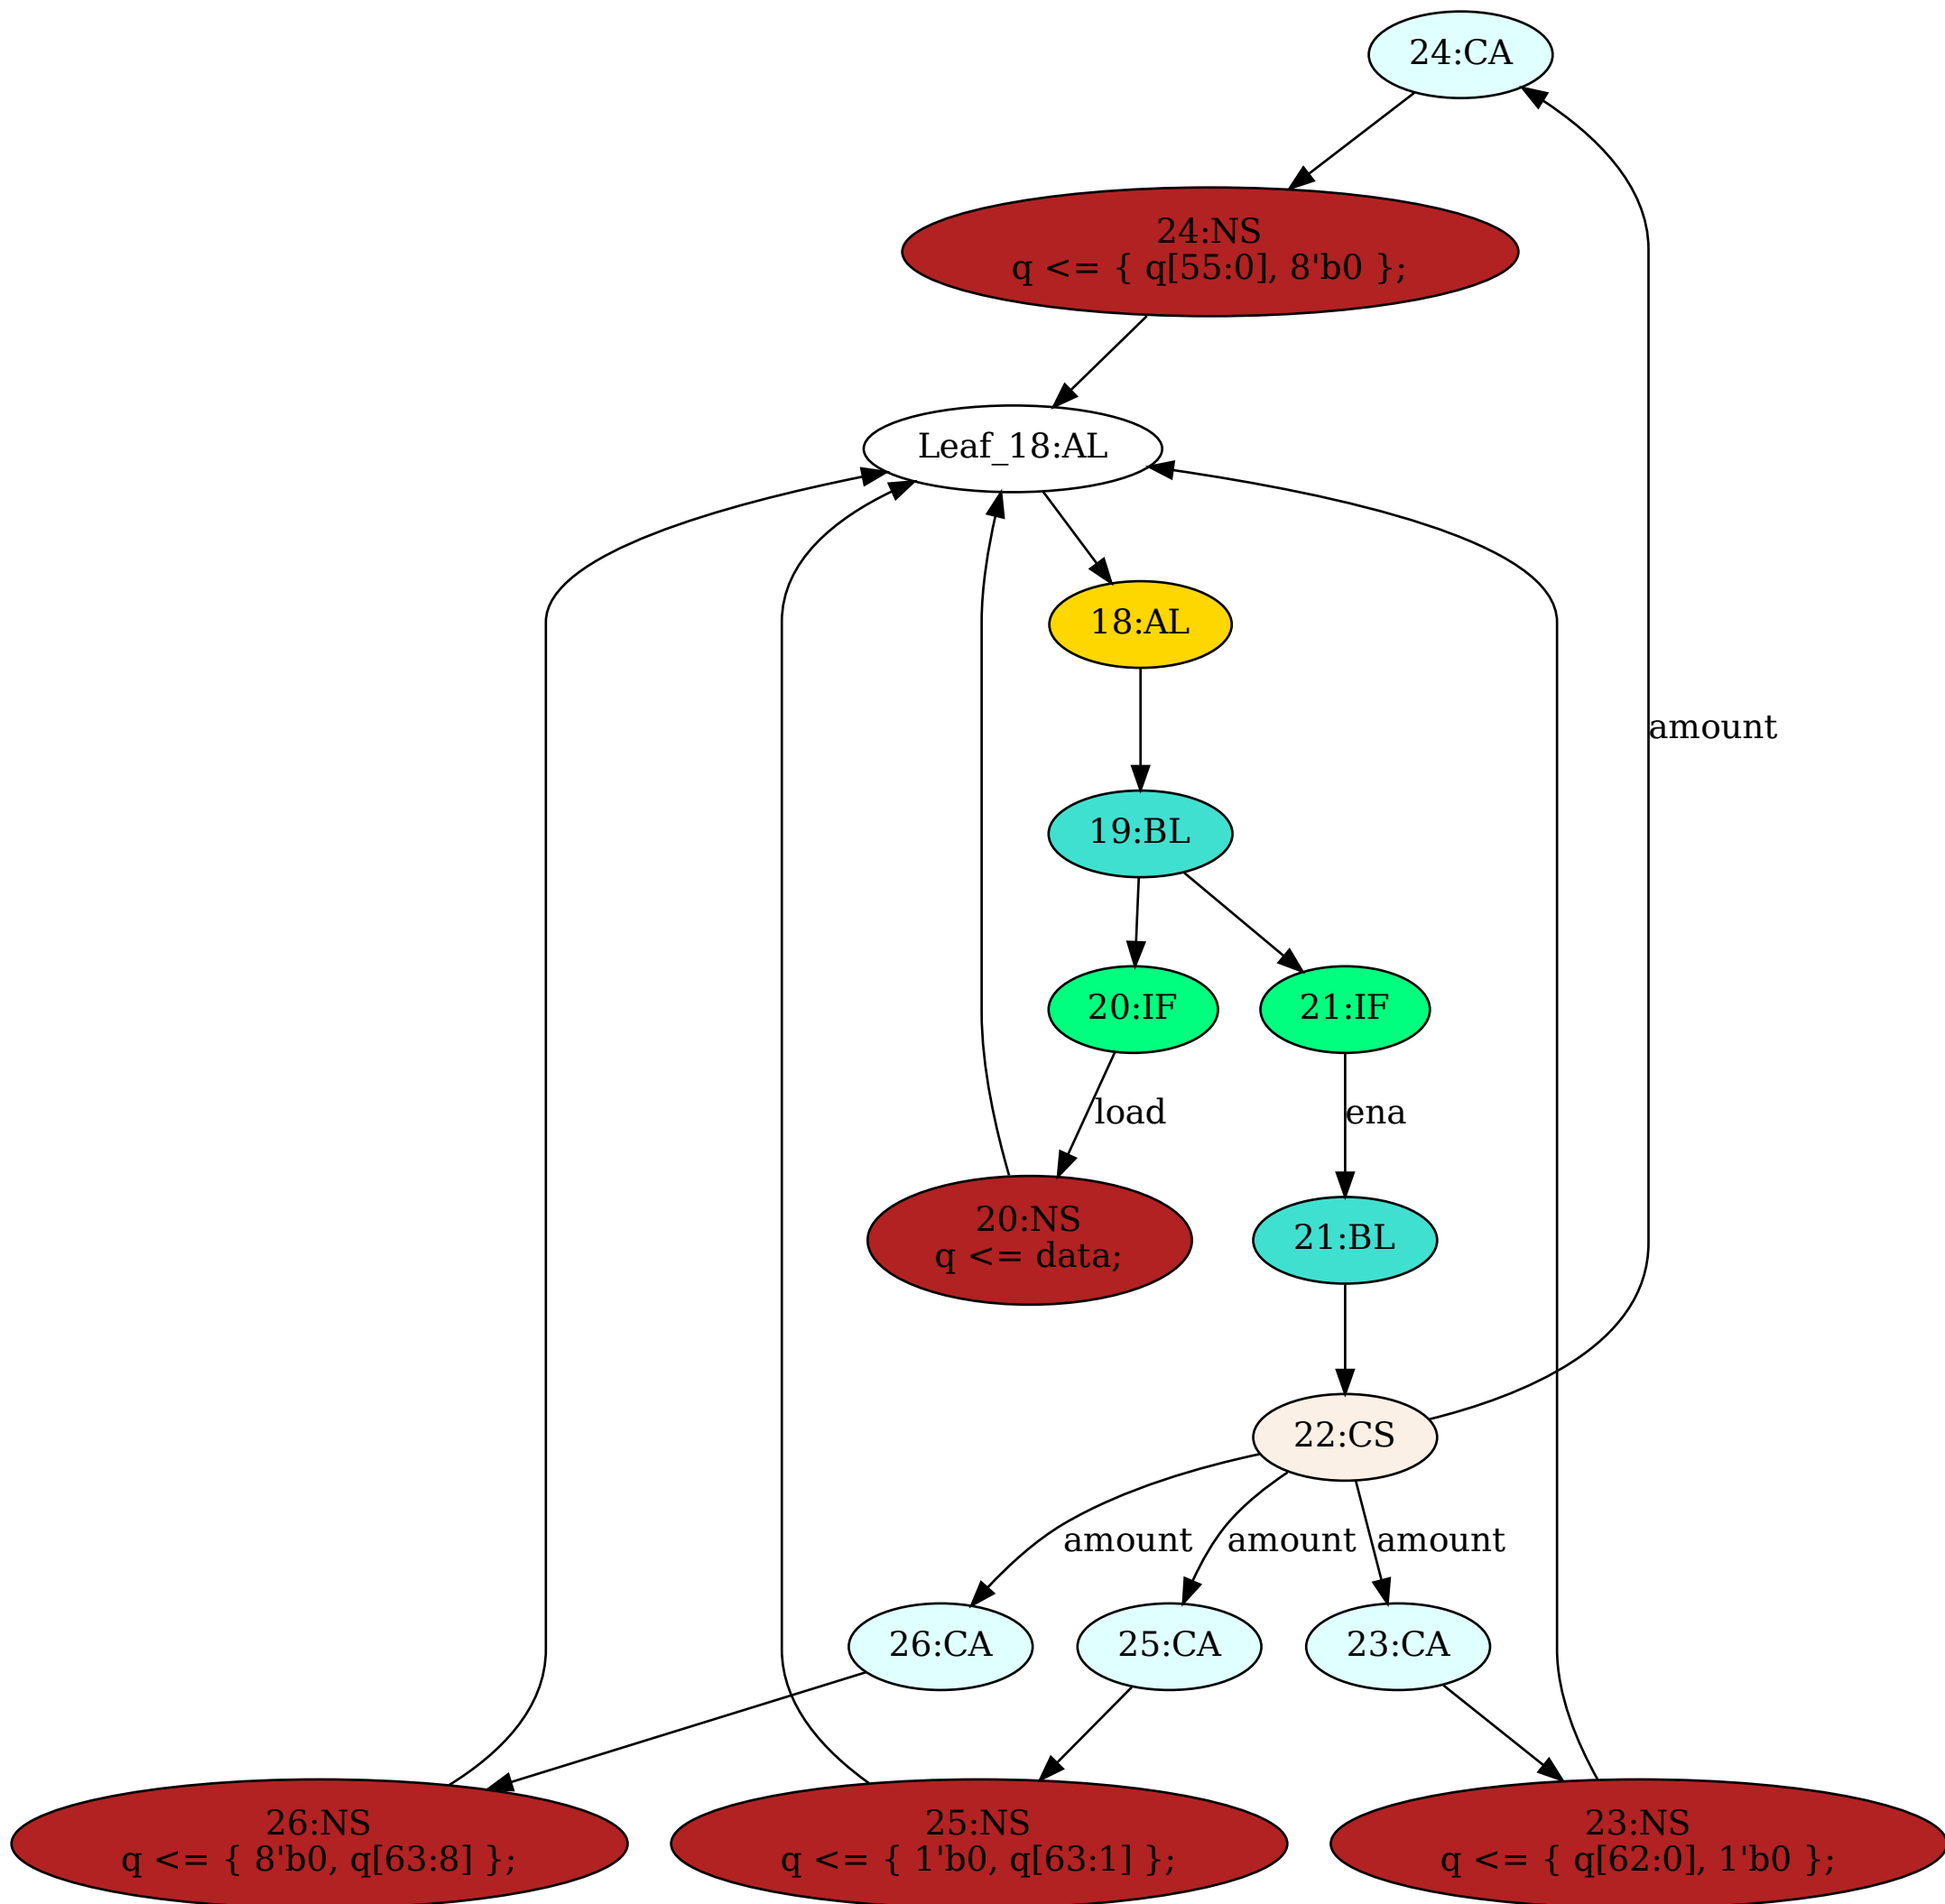 24:CA
24:NS
q <= { q[55:0], 8'b0 };
Leaf_18:AL
18:AL
amount
19:BL
20:IF
21:IF
load
ena
20:NS
q <= data;
21:BL
22:CS
amount
amount
amount
26:CA
25:CA
23:CA
26:NS
q <= { 8'b0, q[63:8] };
25:NS
q <= { 1'b0, q[63:1] };
23:NS
q <= { q[62:0], 1'b0 };